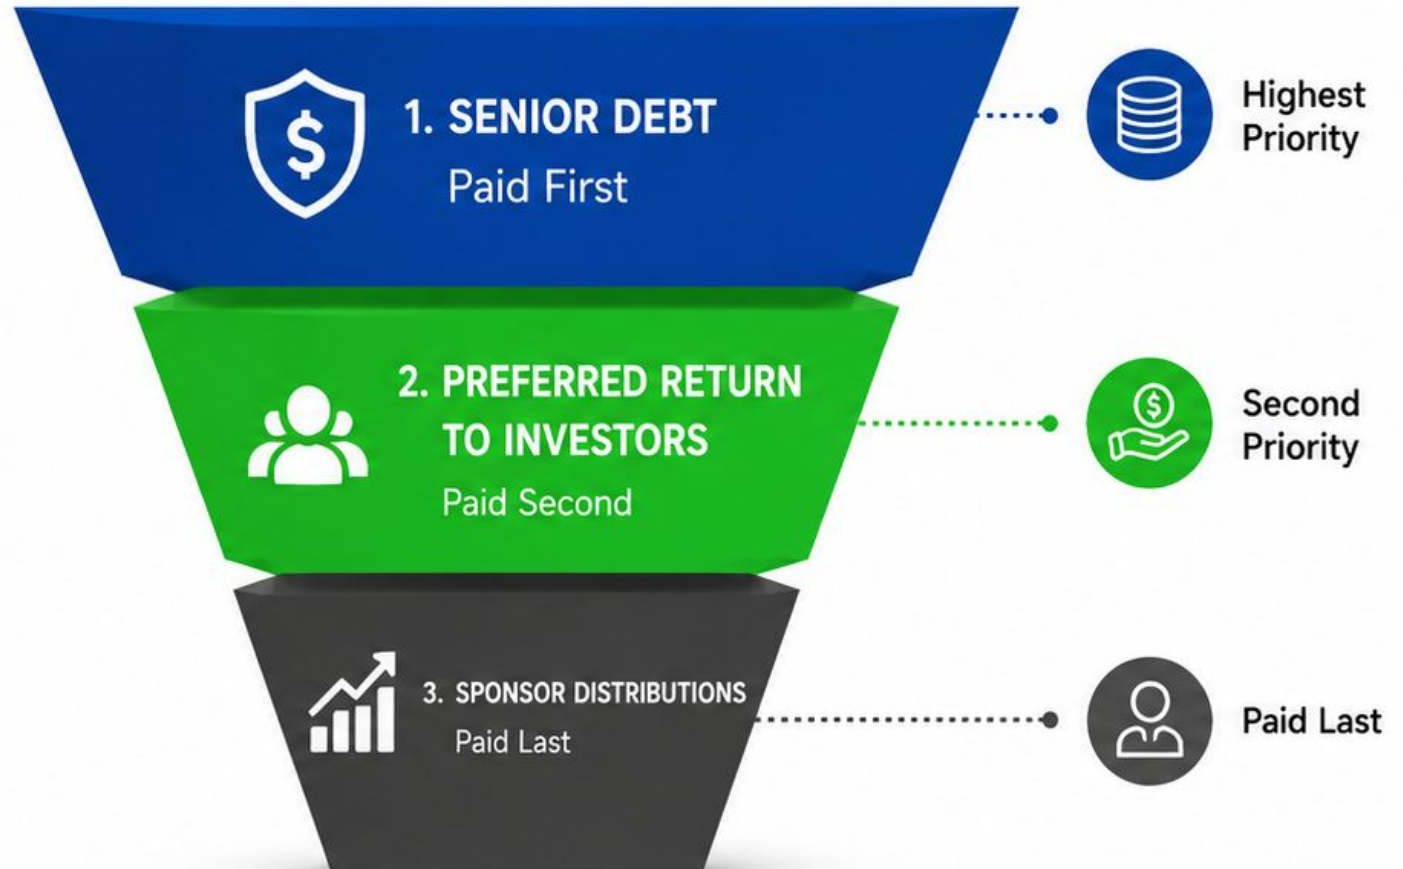 1. SENIOR DEBT
Paid First
Highest
Priority
2. PREFERRED RETURN
TO INVESTORS
Paid Second
Second
Priority
3. SPONSOR DISTRIBUTIONS
Paid Last
Paid Last